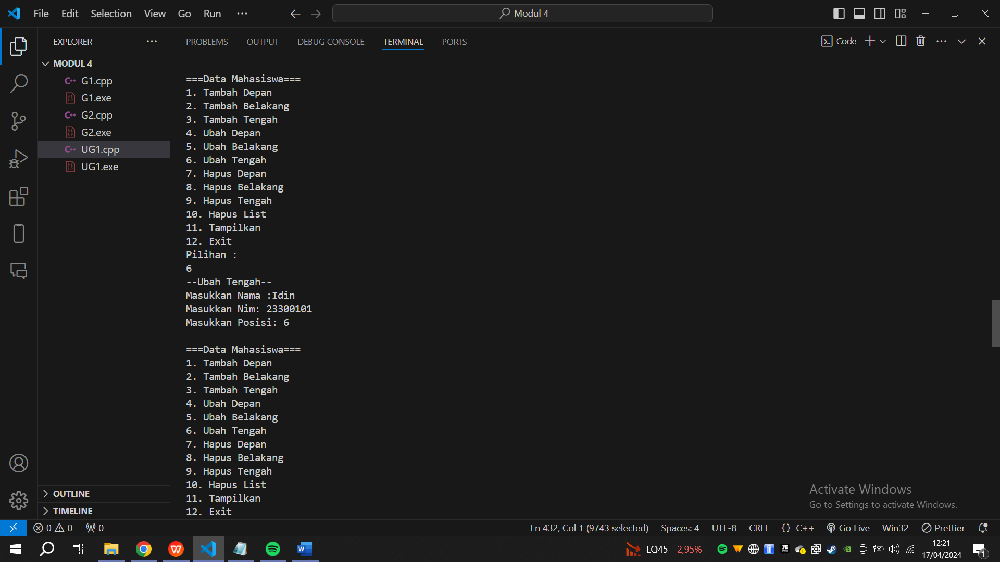 File Edit Selection View Go Run ···
Modul 4
EXPLORER
MODUL 4
G1.cpp
G1.exe
G2.cpp
G2.exe
UG1.cpp
UG1.exe
OUTLINE
TIMELINE
PROBLEMS OUTPUT DEBUG CONSOLE TERMINAL PORTS
Code
===Data Mahasiswa===
1. Tambah Depan
2. Tambah Belakang
3. Tambah Tengah
4. Ubah Depan
5. Ubah Belakang
6. Ubah Tengah
7. Hapus Depan
8. Hapus Belakang
9. Hapus Tengah
10. Hapus List
11. Tampilkan
12. Exit
Pilihan :
6
--Ubah Tengah--
Masukkan Nama :Idin
Masukkan Nim: 23300101
Masukkan Posisi: 6
===Data Mahasiswa===
1. Tambah Depan
2. Tambah Belakang
3. Tambah Tengah
4. Ubah Depan
5. Ubah Belakang
6. Ubah Tengah
7. Hapus Depan
8. Hapus Belakang
9. Hapus Tengah
10. Hapus List
11. Tampilkan
12. Exit
Activate Windows
Go to Settings to activate Windows.
0 0 0
Ln 432, Col 1 (9743 selected) Spaces: 4 UTF-8 CRLF {} C++ Go Live Win32 Prettier
LQ45 -2,95%
12:21
17/04/2024
1